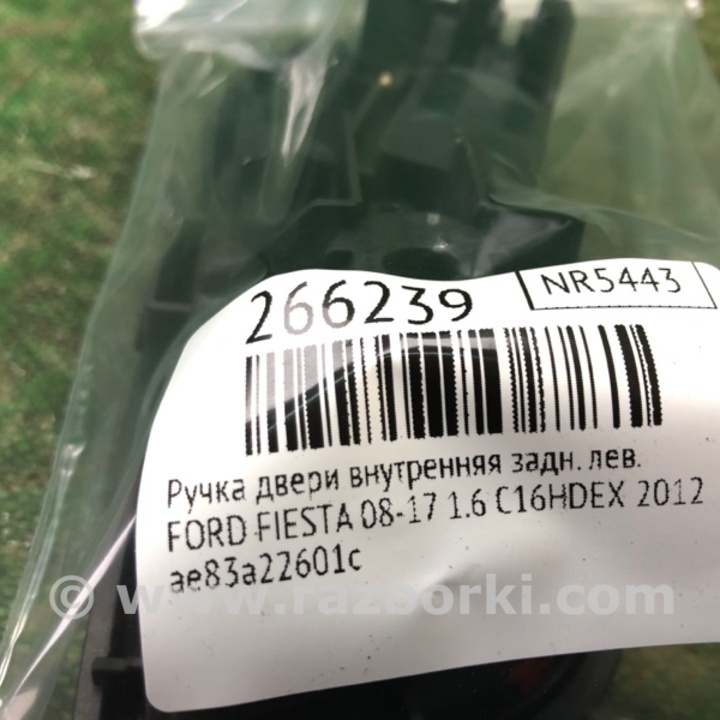 266239
NR5443
Ручка двери внутренняя задн. лев.
FORD FIESTA 08-17 1.6 C16HDEX 2012
ae83a22601c
© www.razborki.com